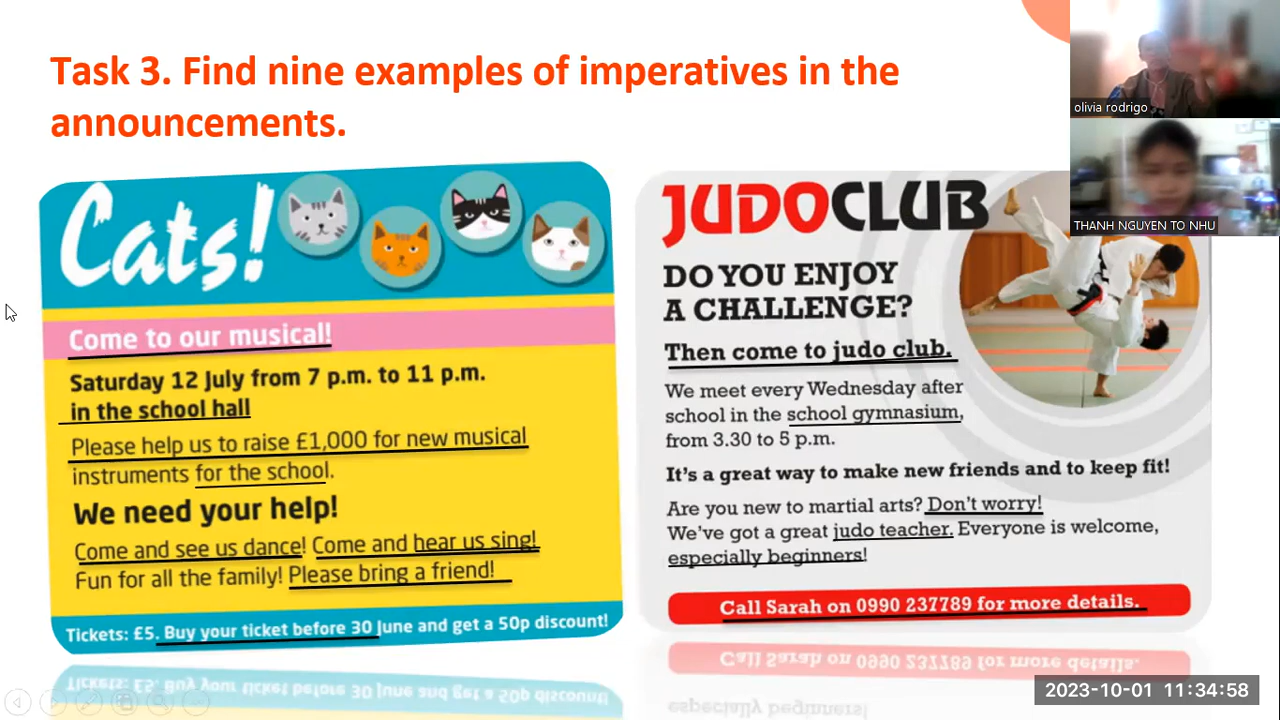 Task 3. Find nine examples of imperatives in the
announcements.
Cats!
Come to our musical!
Saturday 12 July from 7 p.m. to 11 p.m.
in the school hall
Please help us to raise £1,000 for new musical
instruments for the school.
We need your help!
Come and see us dance! Come and hear us sing!
Fun for all the family! Please bring a friend!
Tickets: £5. Buy your ticket before 30 June and get a 50p discount!
JUDOCLUB
DO YOU ENJOY
A CHALLENGE?
Then come to judo club.
We meet every Wednesday after
school in the school gymnasium,
from 3.30 to 5 p.m.
It's a great way to make new friends and to keep fit!
Are you new to martial arts? Don't worry!
We've got a great judo teacher. Everyone is welcome,
especially beginners!
Call Sarah on 0990 237789 for more details.
olivia rodrigo
THANH NGUYEN TO NHU
2023-10-01 11:34:58